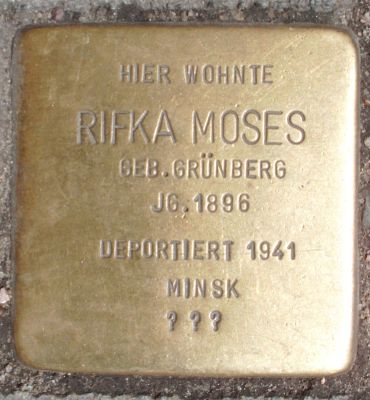 HIER WOHNTE
RIFKA MOSES
GEB.GRÜNBERG
JG.1896
DEPORTIERT 1941
MINSK
???